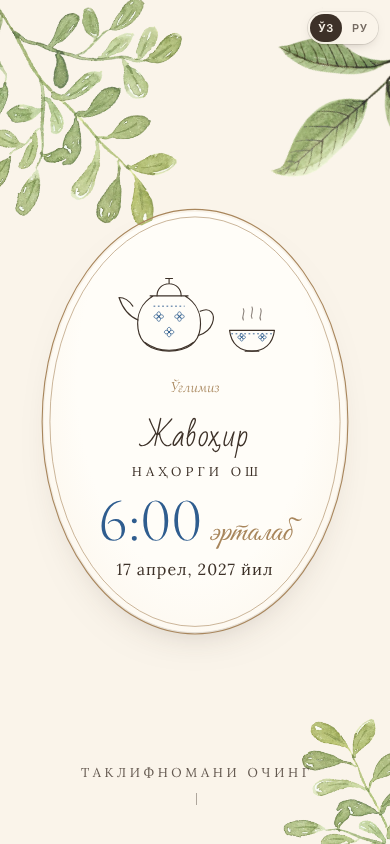 ЎЗ РУ
Ўғлимиз
Жавоҳир
НАҲОРГИ ОШ
6:00 эрталаб
17 апрел, 2027 йил
ТАКЛИФНОМАНИ ОЧИНГ